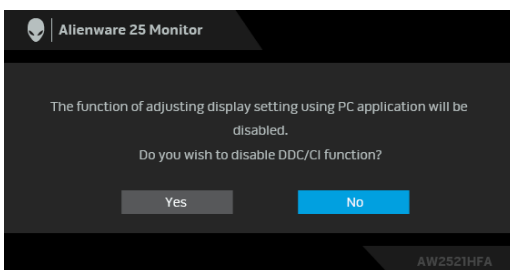 Alienware 25 Monitor
The function of adjusting display setting using PC application will be
disabled.
Do you wish to disable DDC/CI function?
Yes No
AW2521HFA